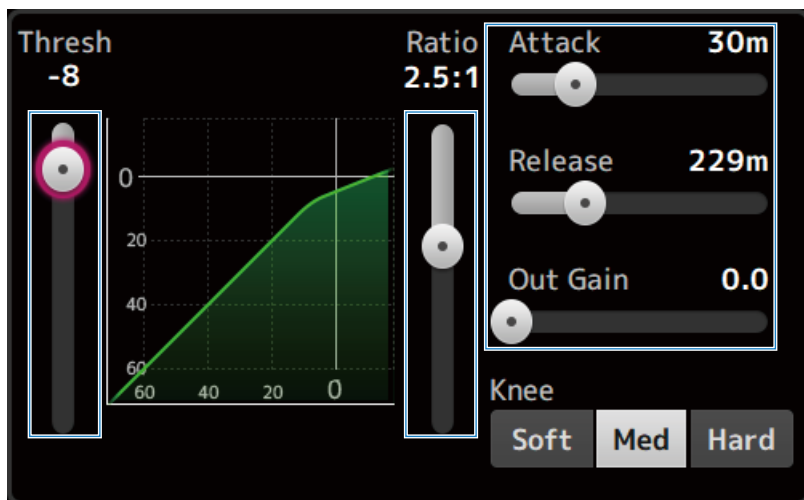 Thresh
-8
Ratio
2.5:1
Attack 30m
Release 229m
Out Gain 0.0
0
20
40
60
60 40 20 0
Knee
Soft Med Hard